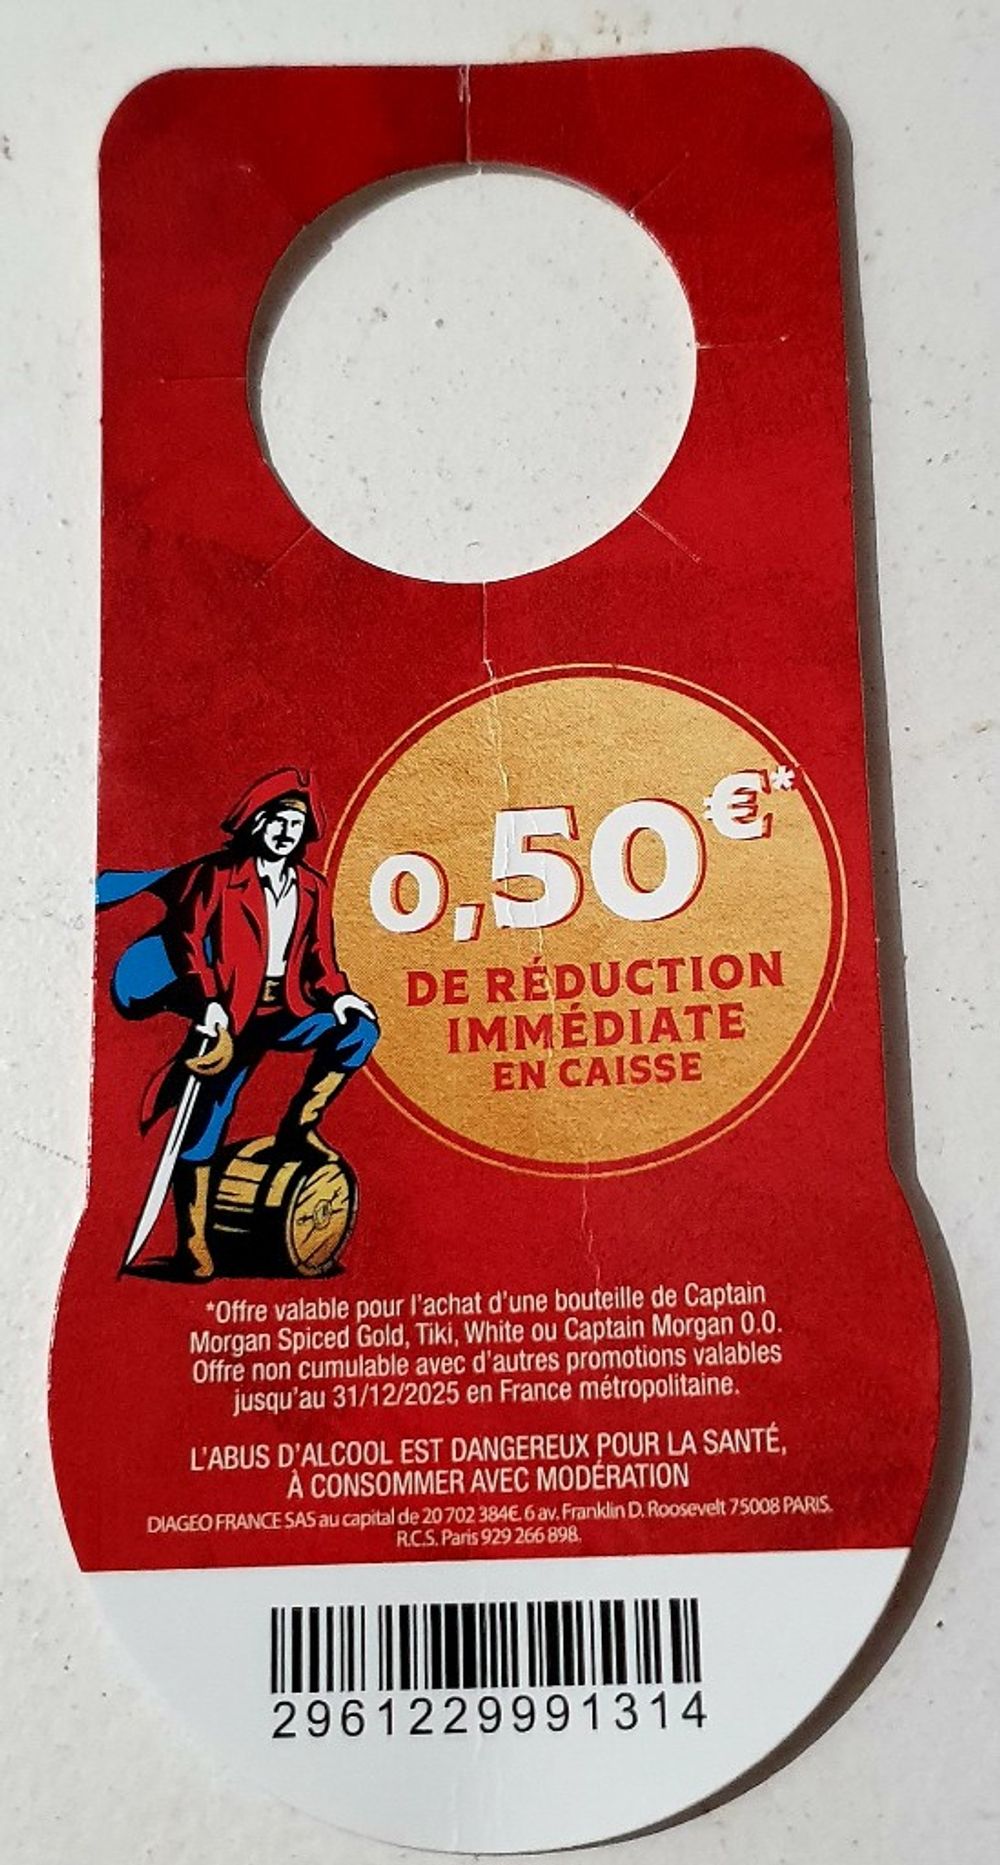 0,50€*
DE RÉDUCTION
IMMÉDIATE
EN CAISSE
*Offre valable pour l'achat d'une bouteille de Captain
Morgan Spiced Gold, Tiki, White ou Captain Morgan 0.0.
Offre non cumulable avec d'autres promotions valables
jusqu'au 31/12/2025 en France métropolitaine.
L'ABUS D'ALCOOL EST DANGEREUX POUR LA SANTÉ,
À CONSOMMER AVEC MODÉRATION
DIAGEO FRANCE SAS au capital de 20 702 384€. 6 av. Franklin D. Roosevelt 75008 PARIS.
R.C.S. Paris 929 266 898.
2961229991314